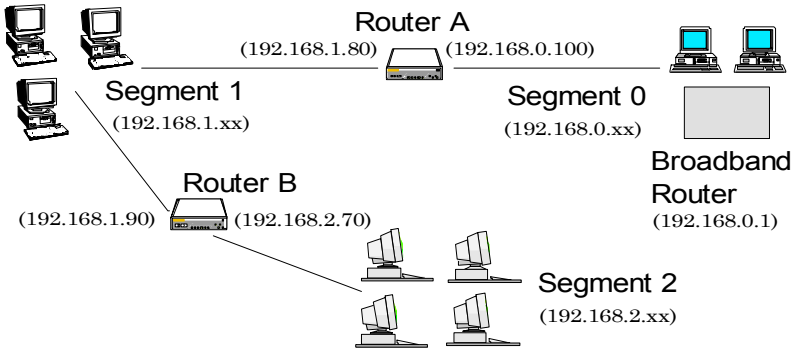 Router A
(192.168.1.80)
(192.168.0.100)
Segment 1
(192.168.1.xx)
Segment 0
(192.168.0.xx)
Broadband
Router
(192.168.0.1)
Router B
(192.168.1.90)
(192.168.2.70)
Segment 2
(192.168.2.xx)